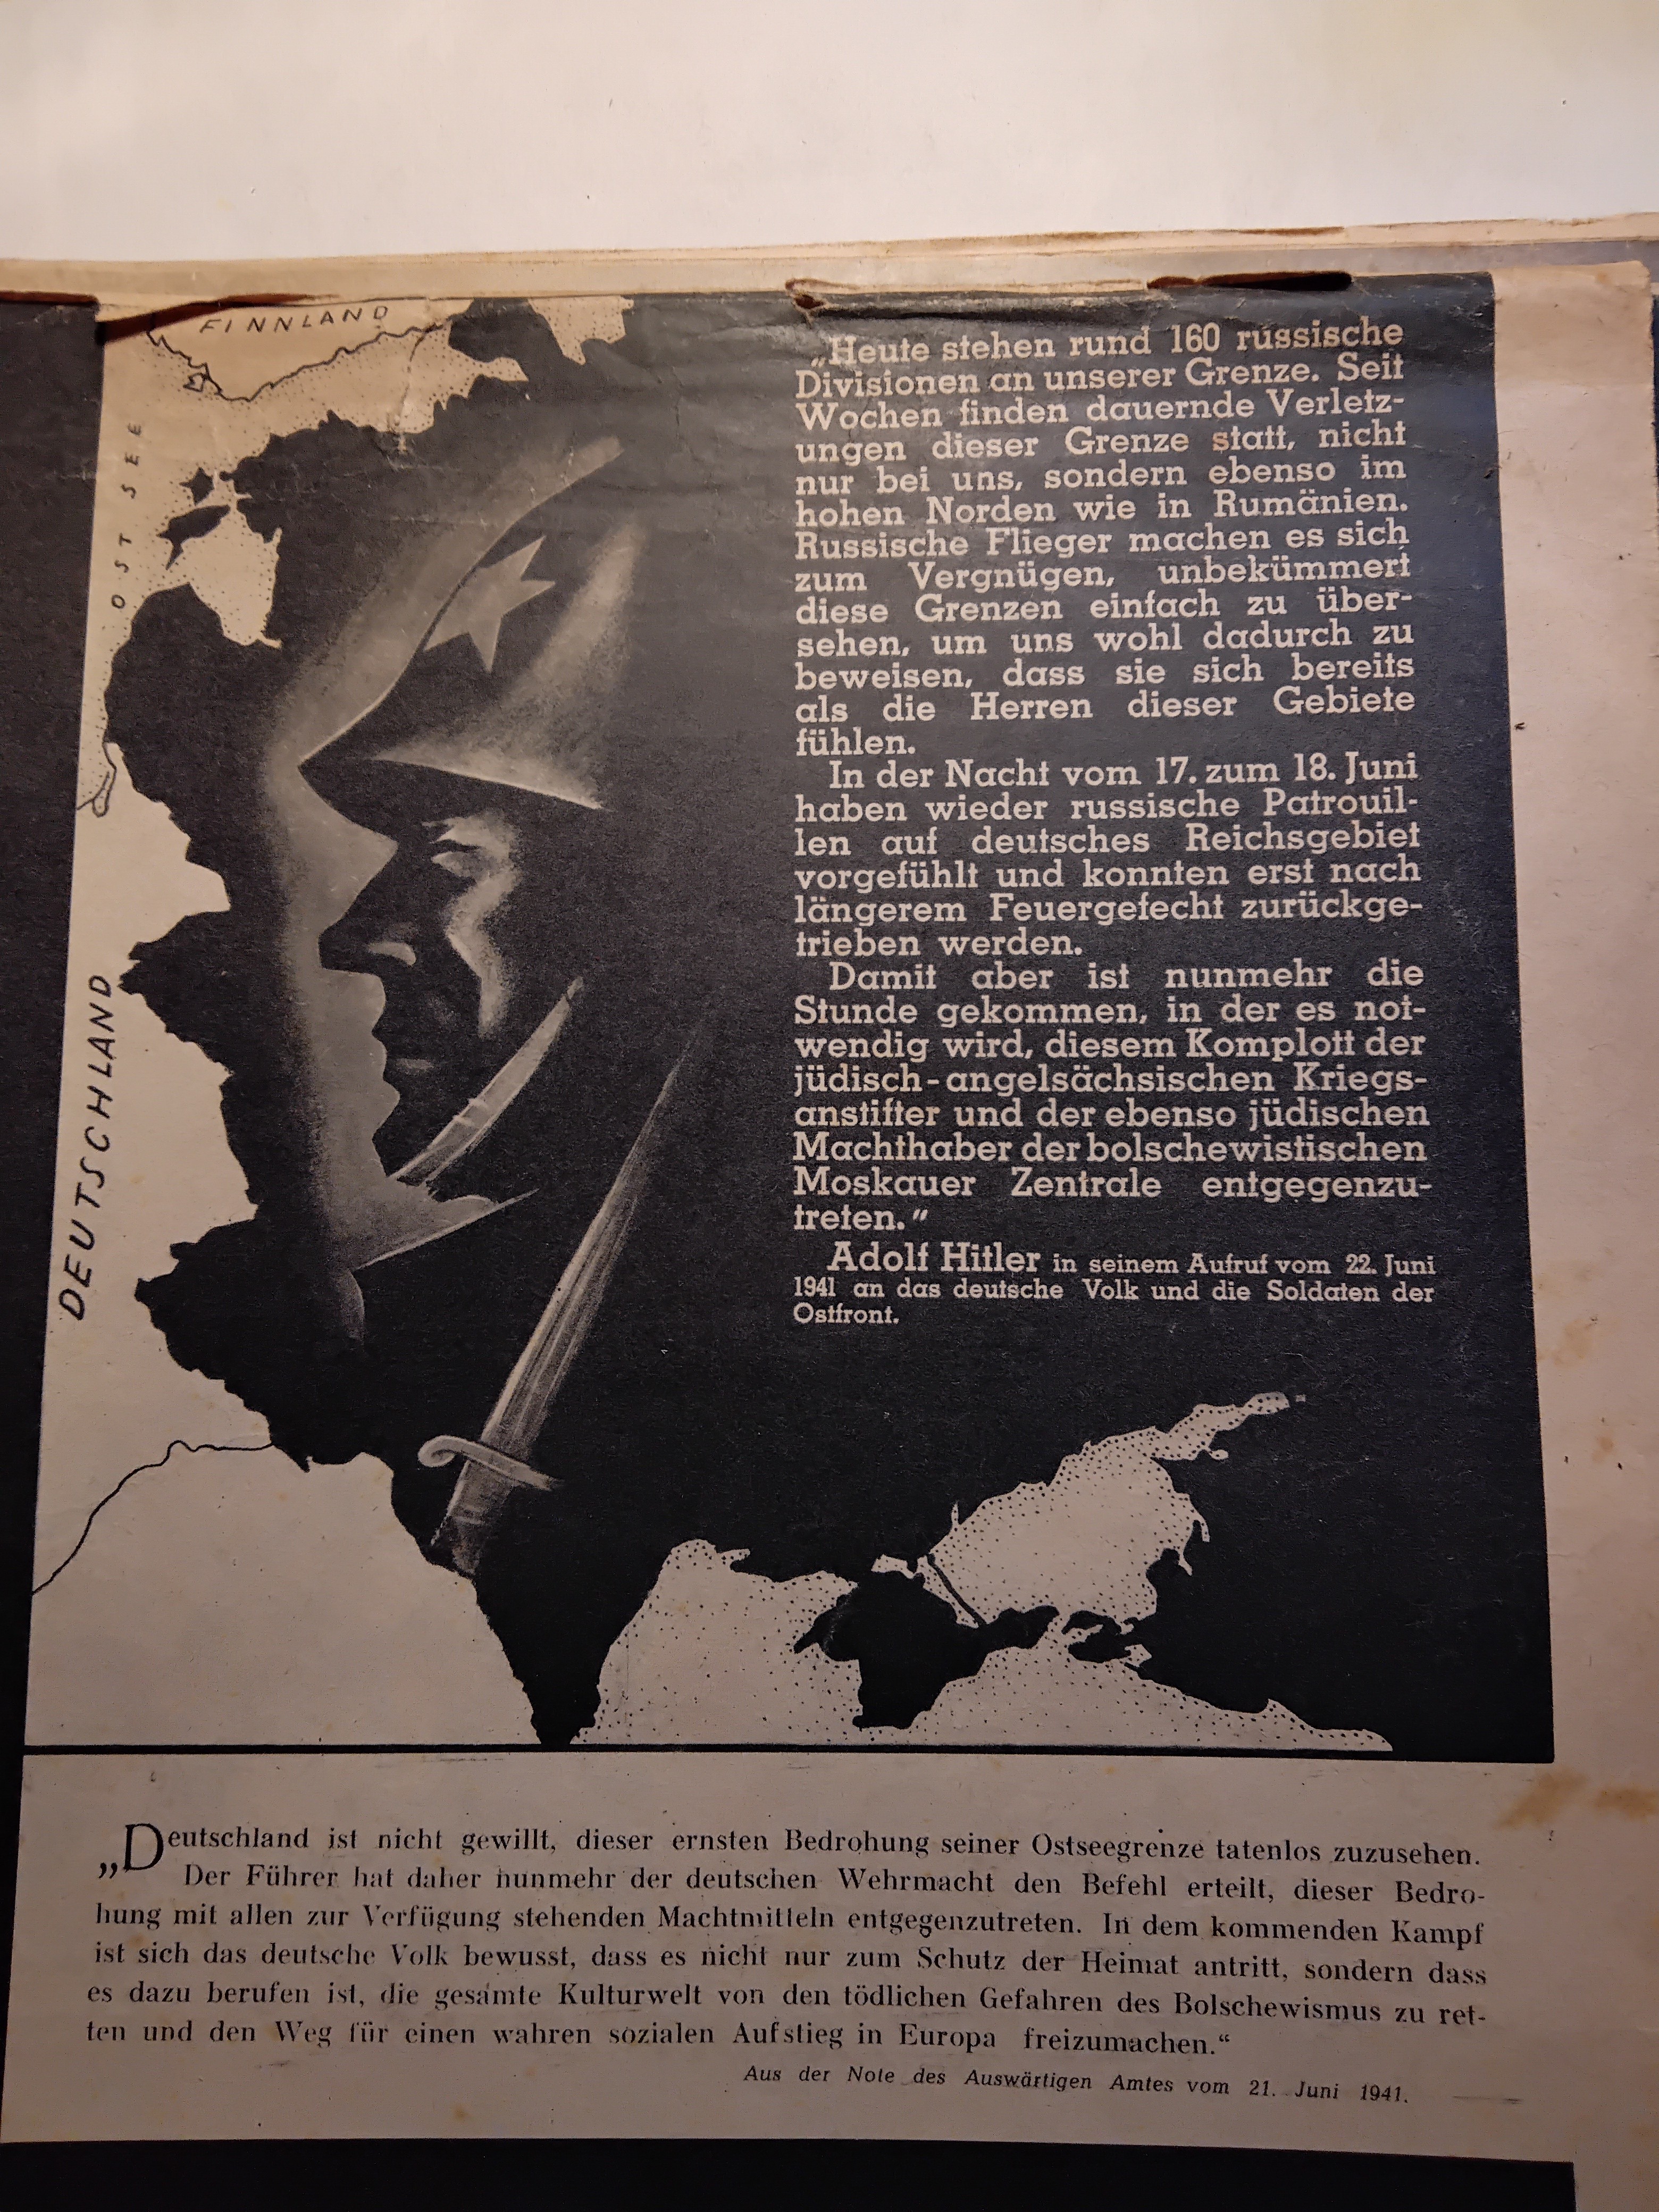 FINNLAND
OSTSEE
DEUTSCHLAND
„Heute stehen rund 160 russische
Divisionen an unserer Grenze. Seit
Wochen finden dauernde Verletz-
ungen dieser Grenze statt, nicht
nur bei uns, sondern ebenso im
hohen Norden wie in Rumänien.
Russische Flieger machen es sich
zum Vergnügen, unbekümmert
diese Grenzen einfach zu über-
sehen, um uns wohl dadurch zu
beweisen, dass sie sich bereits
als die Herren dieser Gebiete
fühlen.
In der Nacht vom 17. zum 18. Juni
haben wieder russische Patrouil-
len auf deutsches Reichsgebiet
vorgefühlt und konnten erst nach
längerem Feuergefecht zurückge-
trieben werden.
Damit aber ist nunmehr die
Stunde gekommen, in der es not-
wendig wird, diesem Komplott der
jüdisch-angelsächsischen Kriegs-
anstifter und der ebenso jüdischen
Machthaber der bolschewistischen
Moskauer Zentrale entgegenzu-
treten."
Adolf Hitler in seinem Aufruf vom 22. Juni
1941 an das deutsche Volk und die Soldaten der
Ostfront.
„Deutschland ist nicht gewillt, dieser ernsten Bedrohung seiner Ostseegrenze tatenlos zuzusehen.
Der Führer hat daher nunmehr der deutschen Wehrmacht den Befehl erteilt, dieser Bedro-
hung mit allen zur Verfügung stehenden Machtmitteln entgegenzutreten. In dem kommenden Kampf
ist sich das deutsche Volk bewusst, dass es nicht nur zum Schutz der Heimat antritt, sondern dass
es dazu berufen ist, die gesamte Kulturwelt von den tödlichen Gefahren des Bolschewismus zu ret-
ten und den Weg für einen wahren sozialen Aufstieg in Europa freizumachen.“
Aus der Note des Auswärtigen Amtes vom 21. Juni 1941.